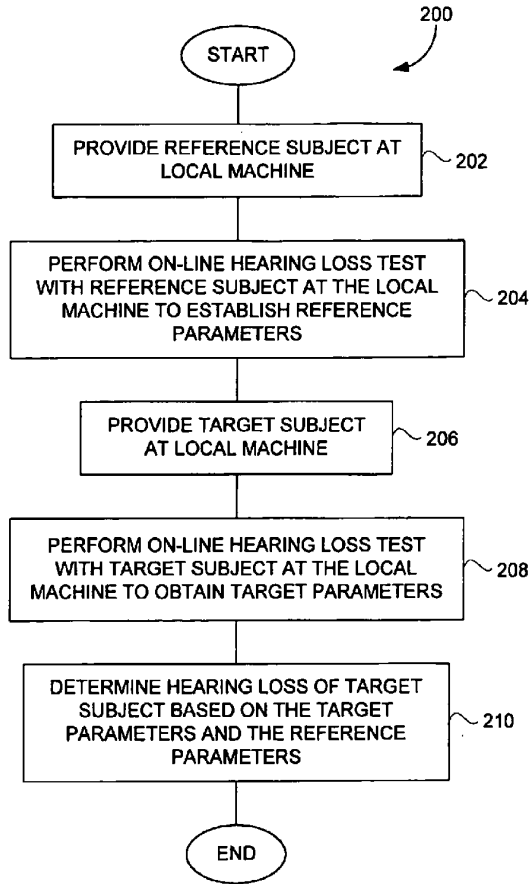 200
START
PROVIDE REFERENCE SUBJECT AT
LOCAL MACHINE
202
PERFORM ON-LINE HEARING LOSS TEST
WITH REFERENCE SUBJECT AT THE LOCAL
MACHINE TO ESTABLISH REFERENCE
PARAMETERS
204
PROVIDE TARGET SUBJECT
AT LOCAL MACHINE
206
PERFORM ON-LINE HEARING LOSS TEST
WITH TARGET SUBJECT AT THE LOCAL
MACHINE TO OBTAIN TARGET PARAMETERS
208
DETERMINE HEARING LOSS OF TARGET
SUBJECT BASED ON THE TARGET
PARAMETERS AND THE REFERENCE
PARAMETERS
210
END